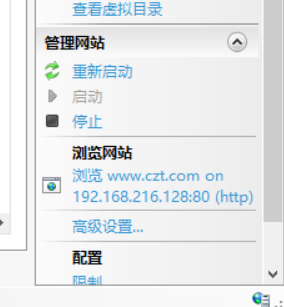 查看虚拟目录
管理网站
重新启动
启动
停止
浏览网站
浏览 www.czt.com on
192.168.216.128:80 (http)
高级设置...
配置
限制